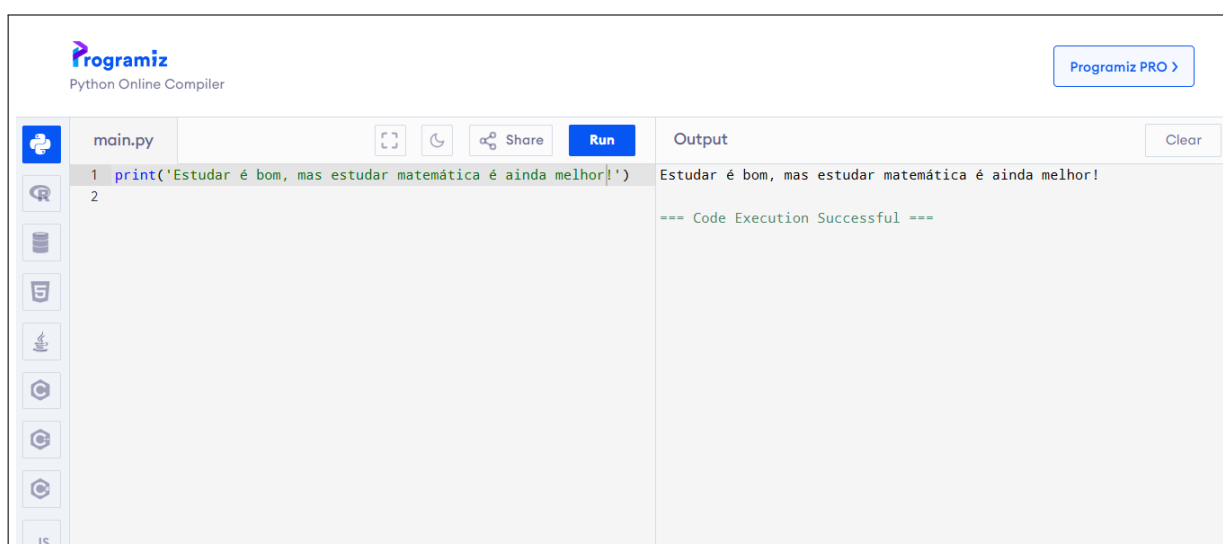 Programiz
Python Online Compiler
Programiz PRO >
main.py
Share
Run
Output
Clear
1 print('Estudar é bom, mas estudar matemática é ainda melhor!')
2
Estudar é bom, mas estudar matemática é ainda melhor!
=== Code Execution Successful ===
JS